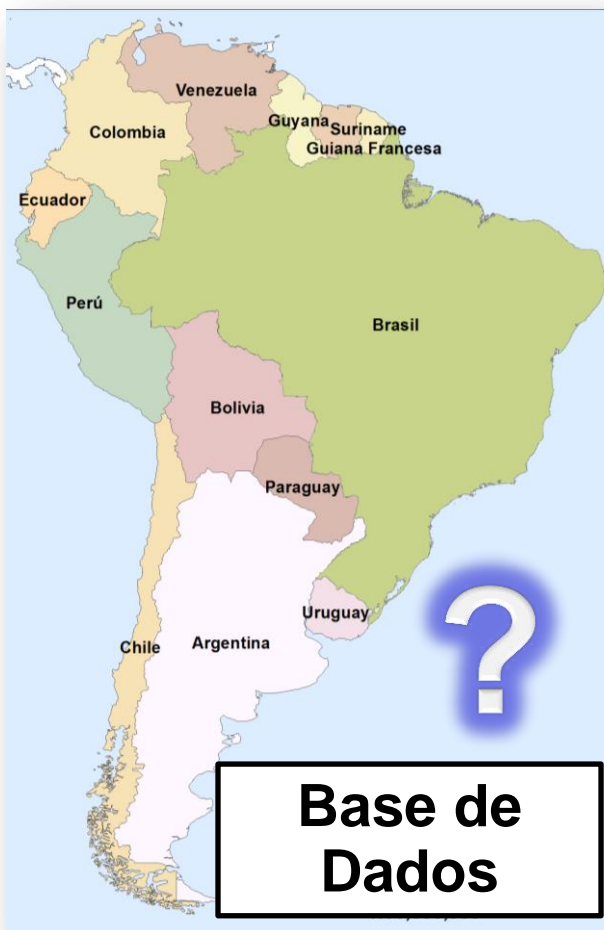 Venezuela
Colombia
Guyana
Suriname
Guiana Francesa
Ecuador
Perú
Brasil
Bolivia
Paraguay
Uruguay
Chile
Argentina
?
Base de
Dados